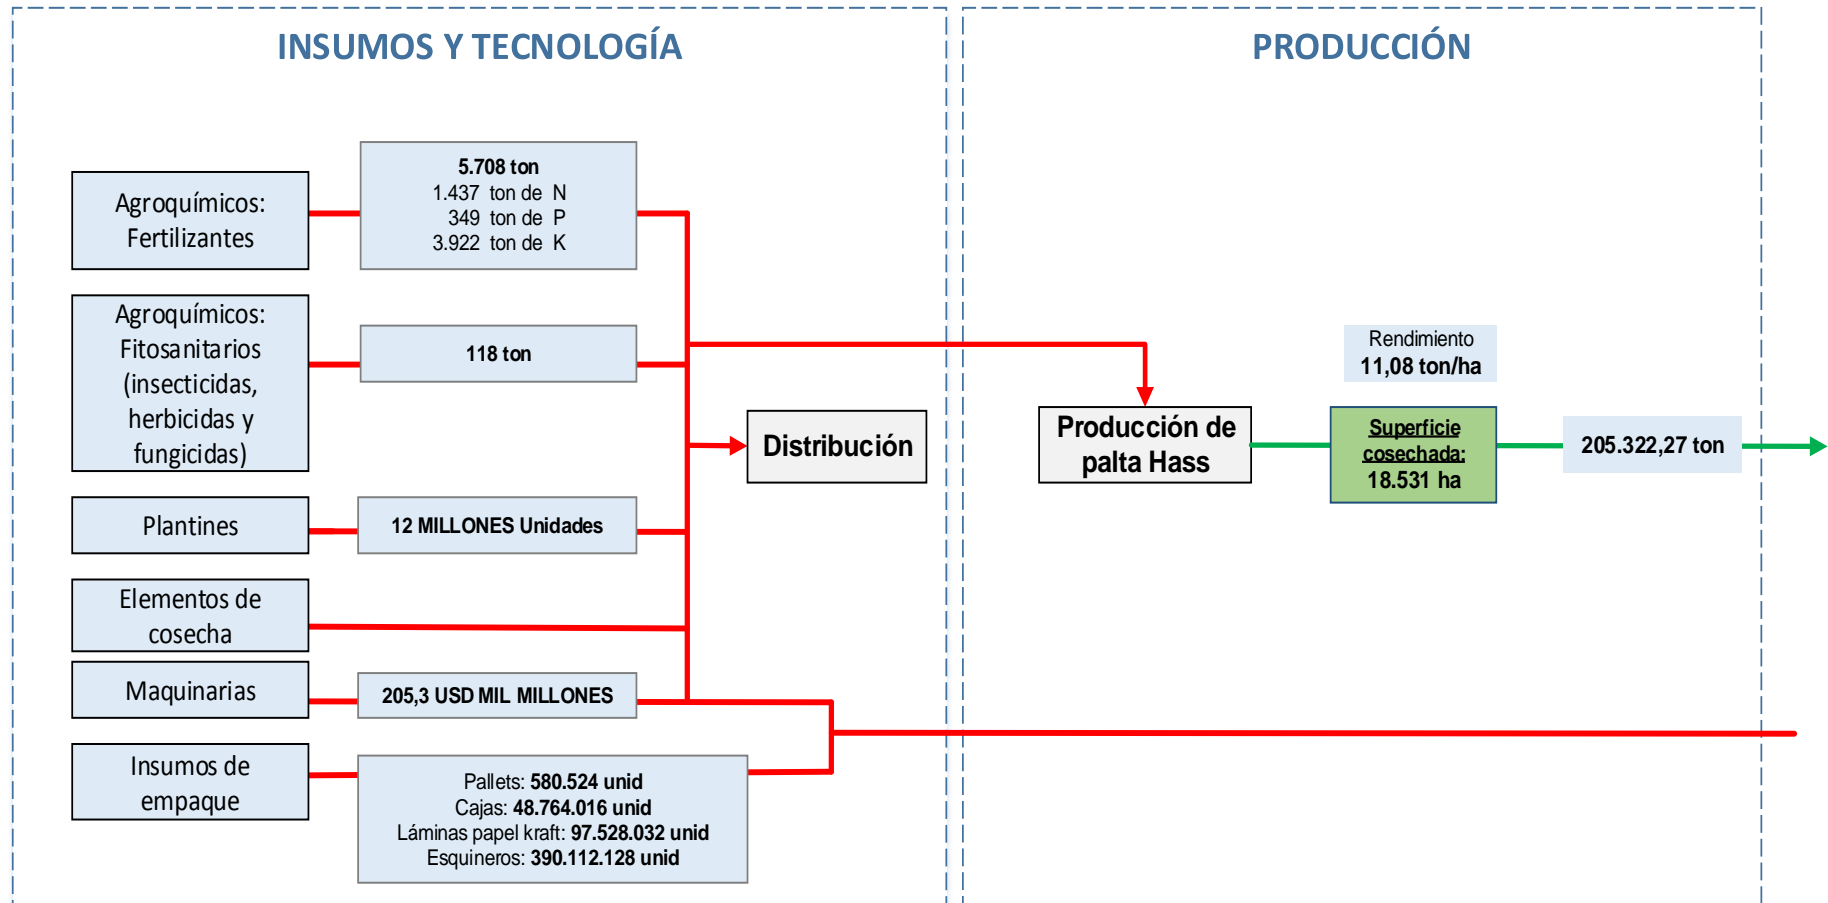 INSUMOS Y TECNOLOGÍA
Agroquímicos:
Fertilizantes
5.708 ton
1.437 ton de N
349 ton de P
3.922 ton de K
Agroquímicos:
Fitosanitarios
(insecticidas,
herbicidas y
fungicidas)
118 ton
Distribución
Plantines
12 MILLONES Unidades
Elementos de
cosecha
Maquinarias
205,3 USD MIL MILLONES
Insumos de
empaque
Pallets: 580.524 unid
Cajas: 48.764.016 unid
Láminas papel kraft: 97.528.032 unid
Esquineros: 390.112.128 unid
PRODUCCIÓN
Producción de
palta Hass
Rendimiento
11,08 ton/ha
Superficie
cosechada:
18.531 ha
205.322,27 ton